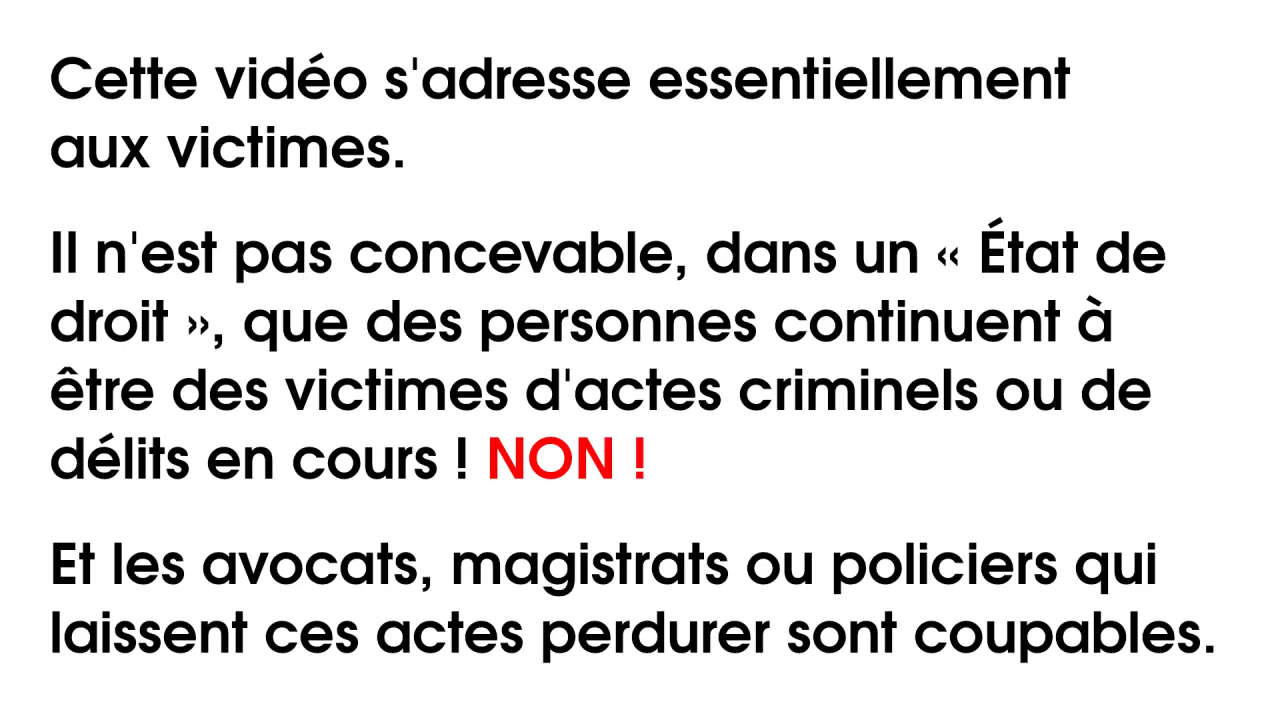 Cette vidéo s'adresse essentiellement
aux victimes.
Il n'est pas concevable, dans un « État de
droit », que des personnes continuent à
être des victimes d'actes criminels ou de
délits en cours ! NON !
Et les avocats, magistrats ou policiers qui
laissent ces actes perdurer sont coupables.